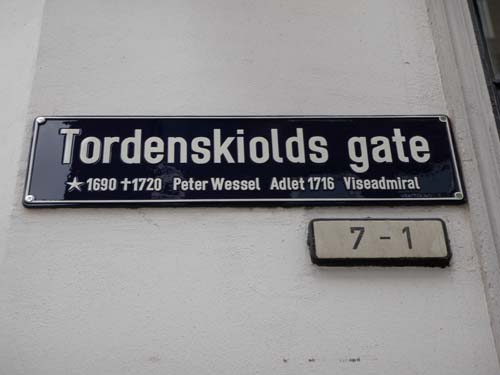 Tordenskiolds gate
★ 1690 ✝ 1720 Peter Wessel Adlet 1716 Viseadmiral
7 - 1